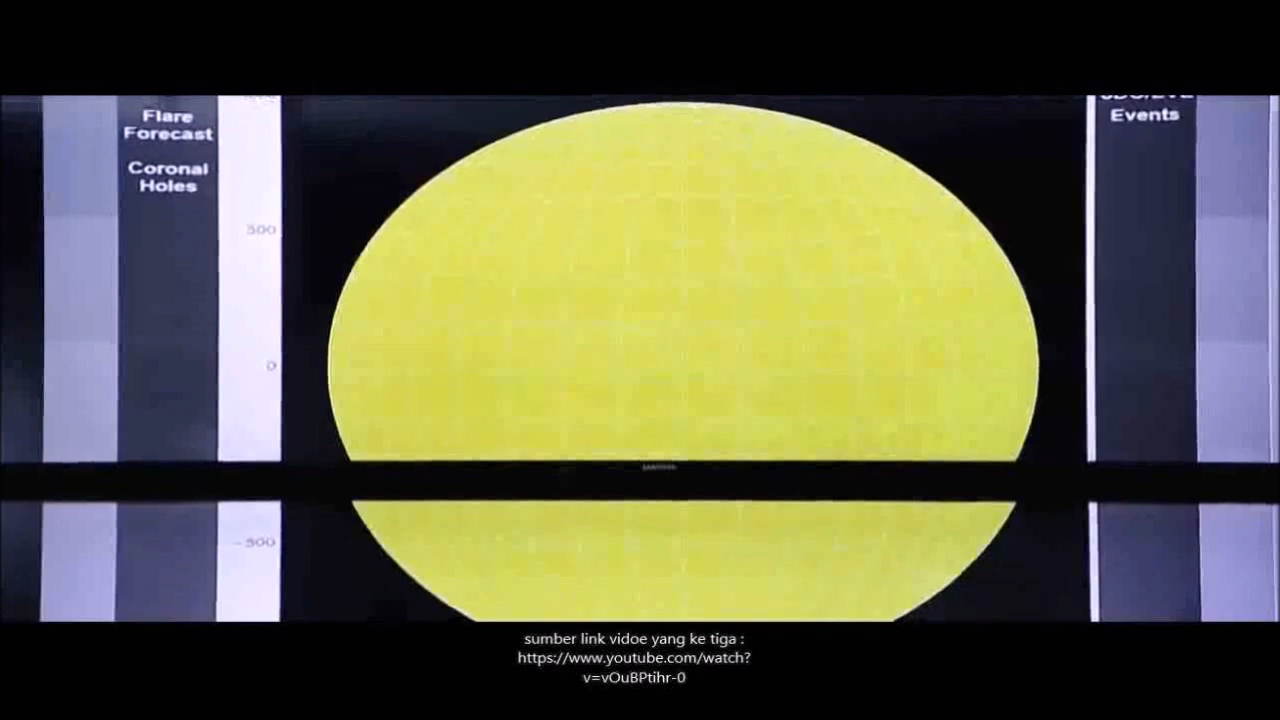 Flare
Forecast
Coronal
Holes
500
0
-500
Events
sumber link vidoe yang ke tiga :
https://www.youtube.com/watch?
v=vOuBPtihr-0